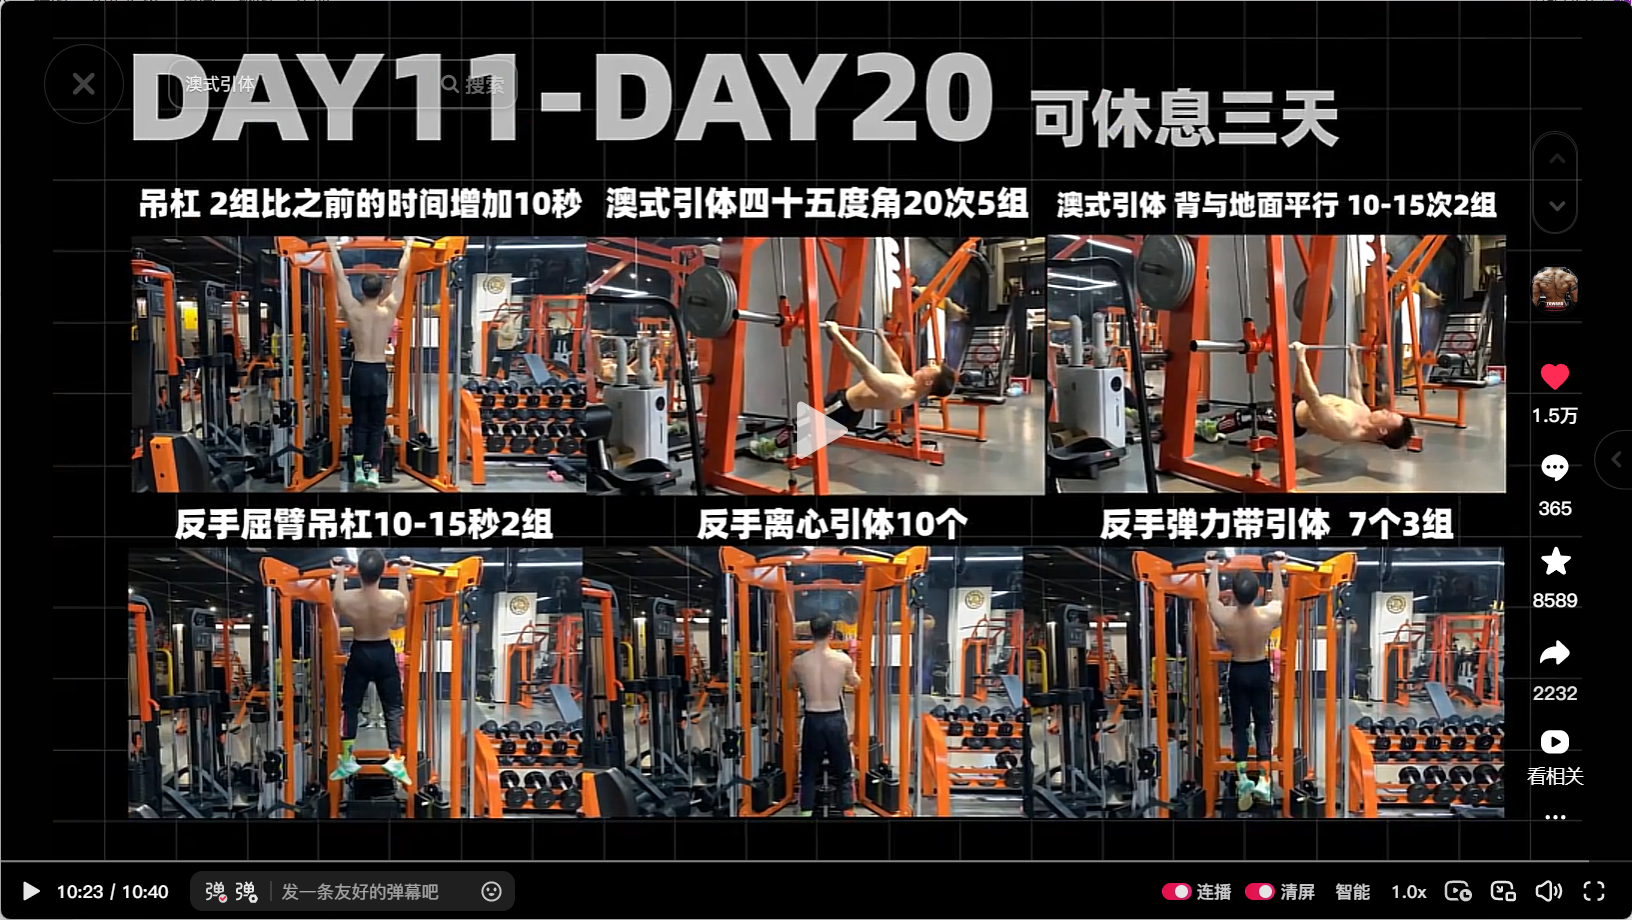 DAY11-DAY20 可休息三天
澳式引体 搜索
吊杠 2组比之前的时间增加10秒
澳式引体四十五度角20次5组
澳式引体 背与地面平行 10-15次2组
反手屈臂吊杠10-15秒2组
反手离心引体10个
反手弹力带引体 7个3组
1.5万
365
8589
2232
看相关
10:23 / 10:40
弹 弹 发一条友好的弹幕吧
连播 清屏 智能 1.0x